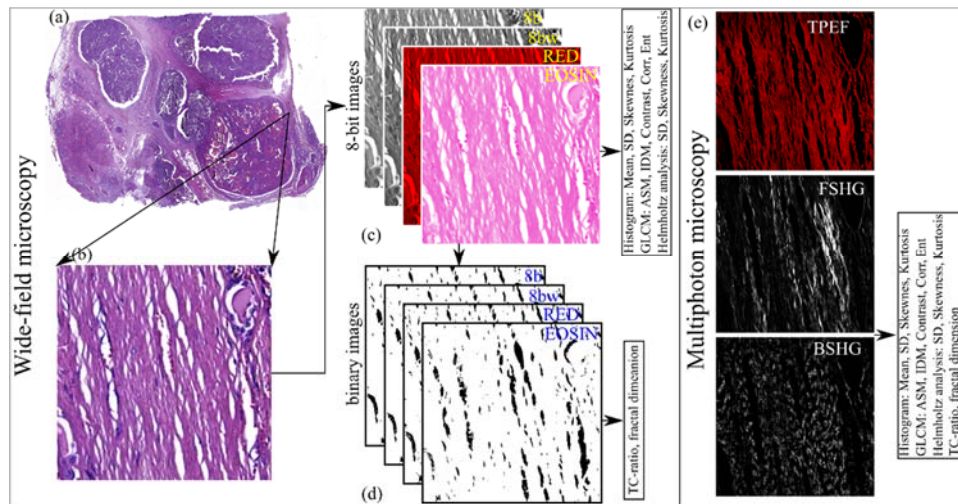 Wide-field microscopy
(a)
(b)
8-bit images
8b
8bw
RED
EOSIN
(c)
Histogram: Mean, SD, Skewnes, Kurtosis
GLCM: ASM, IDM, Contrast, Corr, Ent
Helmholtz analysis: SD, Skewness, Kurtosis
binary images
8b
8bw
RED
EOSIN
(d)
TC-ratio, fractal dimeanion
Multiphoton microscopy
(e)
TPEF
FSHG
BSHG
Histogram: Mean, SD, Skewnes, Kurtosis
GLCM: ASM, IDM, Contrast, Corr, Ent
Helmholtz analysis: SD, Skewness, Kurtosis
TC-ratio, fractal dimension